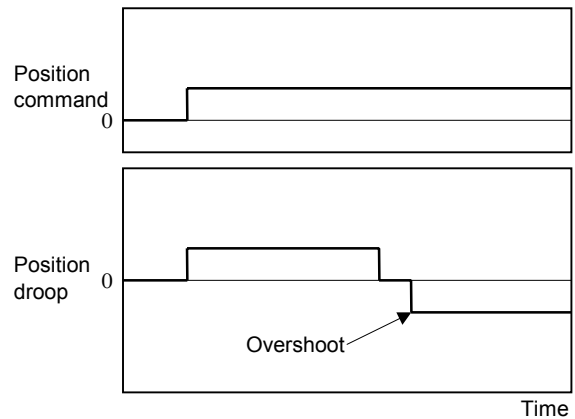 Position
command
0
Position
droop
0
Overshoot
Time